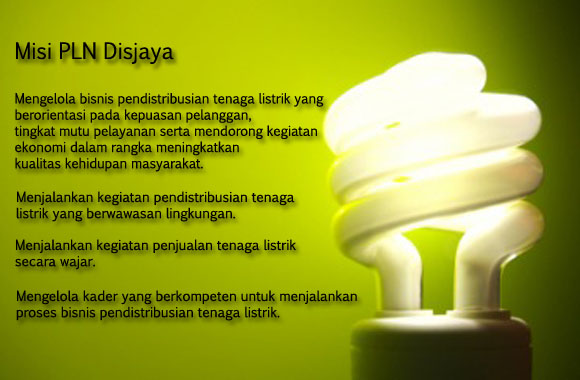 Misi PLN Disjaya
Mengelola bisnis pendistribusian tenaga listrik yang
berorientasi pada kepuasan pelanggan,
tingkat mutu pelayanan serta mendorong kegiatan
ekonomi dalam rangka meningkatkan
kualitas kehidupan masyarakat.
Menjalankan kegiatan pendistribusian tenaga
listrik yang berwawasan lingkungan.
Menjalankan kegiatan penjualan tenaga listrik
secara wajar.
Mengelola kader yang berkompeten untuk menjalankan
proses bisnis pendistribusian tenaga listrik.